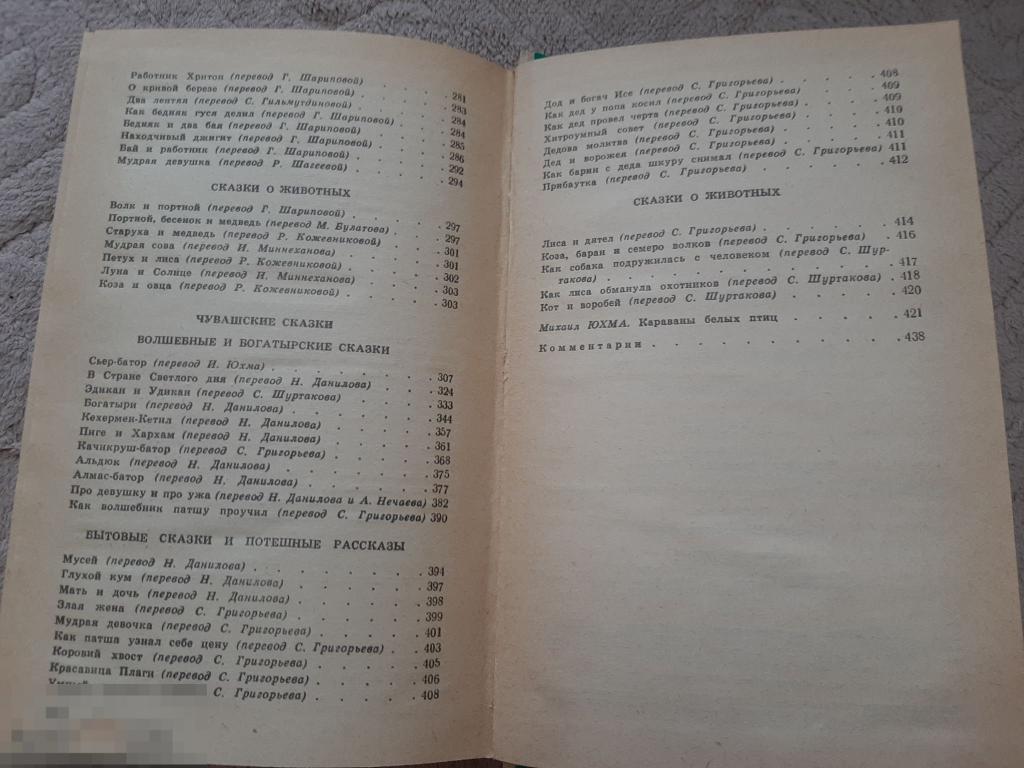 Работник Хритон (перевод Г. Шариповой)
О кривой березе (перевод Г. Шариповой) . . . . . 281
Два лентяя (перевод С. Гильмутдиновой) . . . . . 283
Как бедняк гуся делил (перевод Г. Шариповой) . . . 284
Бедняк и два бая (перевод Г. Шариповой) . . . . 284
Находчивый джигит (перевод Г. Шариповой) . . . . 285
Бай и работник (перевод Г. Шариповой) . . . . . 286
Мудрая девушка (перевод Р. Шагеевой) . . . . . 292
. 294
СКАЗКИ О ЖИВОТНЫХ
Волк и портной (перевод Г. Шариповой) . . . . .
Портной, бесенок и медведь (перевод М. Булатова) . . . 297
Старуха и медведь (перевод Р. Кожевниковой) . . . . 297
Мудрая сова (перевод И. Миннеханова) . . . . . 301
Петух и лиса (перевод Р. Кожевниковой) . . . . . 301
Луна и Солнце (перевод И. Миннеханова) . . . . . 302
Коза и овца (перевод Р. Кожевниковой) . . . . . 303
. 303
ЧУВАШСКИЕ СКАЗКИ
ВОЛШЕБНЫЕ И БОГАТЫРСКИЕ СКАЗКИ
Сьер-батор (перевод И. Юхма) . . . . . . . 307
В Стране Светлого дня (перевод Н. Данилова) . . . . 324
Эдикан и Удикан (перевод С. Шуртакова) . . . . . 333
Богатыри (перевод Н. Данилова) . . . . . . 344
Кехермен-Кетил (перевод Н. Данилова) . . . . . 357
Пиге и Хархам (перевод Н. Данилова) . . . . . 361
Качикруш-батор (перевод С. Григорьева) . . . . . 368
Альдюк (перевод Н. Данилова) . . . . . . . 375
Алмас-батор (перевод Н. Данилова) . . . . . . 377
Про девушку и про ужа (перевод Н. Данилова и А. Нечаева) 382
Как волшебник патшу проучил (перевод С. Григорьева) 390
БЫТОВЫЕ СКАЗКИ И ПОТЕШНЫЕ РАССКАЗЫ
Мусей (перевод Н. Данилова) . . . . . . . 394
Глухой кум (перевод Н. Данилова) . . . . . . 397
Мать и дочь (перевод Н. Данилова) . . . . . . 398
Злая жена (перевод С. Григорьева) . . . . . . 399
Мудрая девочка (перевод С. Григорьева) . . . . . 401
Как патша узнал себе цену (перевод С. Григорьева) . . . 403
Коровий хвост (перевод С. Григорьева) . . . . . 405
Красавица Плаги (перевод С. Григорьева) . . . . . 406
С. Григорьева) . . . . . 408
Дед и богач Исе (перевод С. Григорьева) . . . . . 408
Как дед у попа косил (перевод С. Григорьева) . . . . 409
Как дед провел черта (перевод С. Григорьева) . . . . 409
Хитроумный совет (перевод С. Григорьева) . . . . 410
Дедова молитва (перевод С. Григорьева) . . . . . 410
Дед и ворожея (перевод С. Григорьева) . . . . . 411
Как барин с деда шкуру снимал (перевод С. Григорьева) 411
Прибаутка (перевод С. Григорьева) . . . . . . 412
СКАЗКИ О ЖИВОТНЫХ
Лиса и дятел (перевод С. Григорьева) . . . . . 414
Коза, баран и семеро волков (перевод С. Григорьева) . 416
Как собака подружилась с человеком (перевод С. Шур-
такова) . . . . . . . . . . . 417
Как лиса обманула охотников (перевод С. Шуртакова) . 418
Кот и воробей (перевод С. Шуртакова) . . . . . 420
Михаил ЮХМА. Караваны белых птиц . . . . . 421
Комментарии . . . . . . . . . . 438